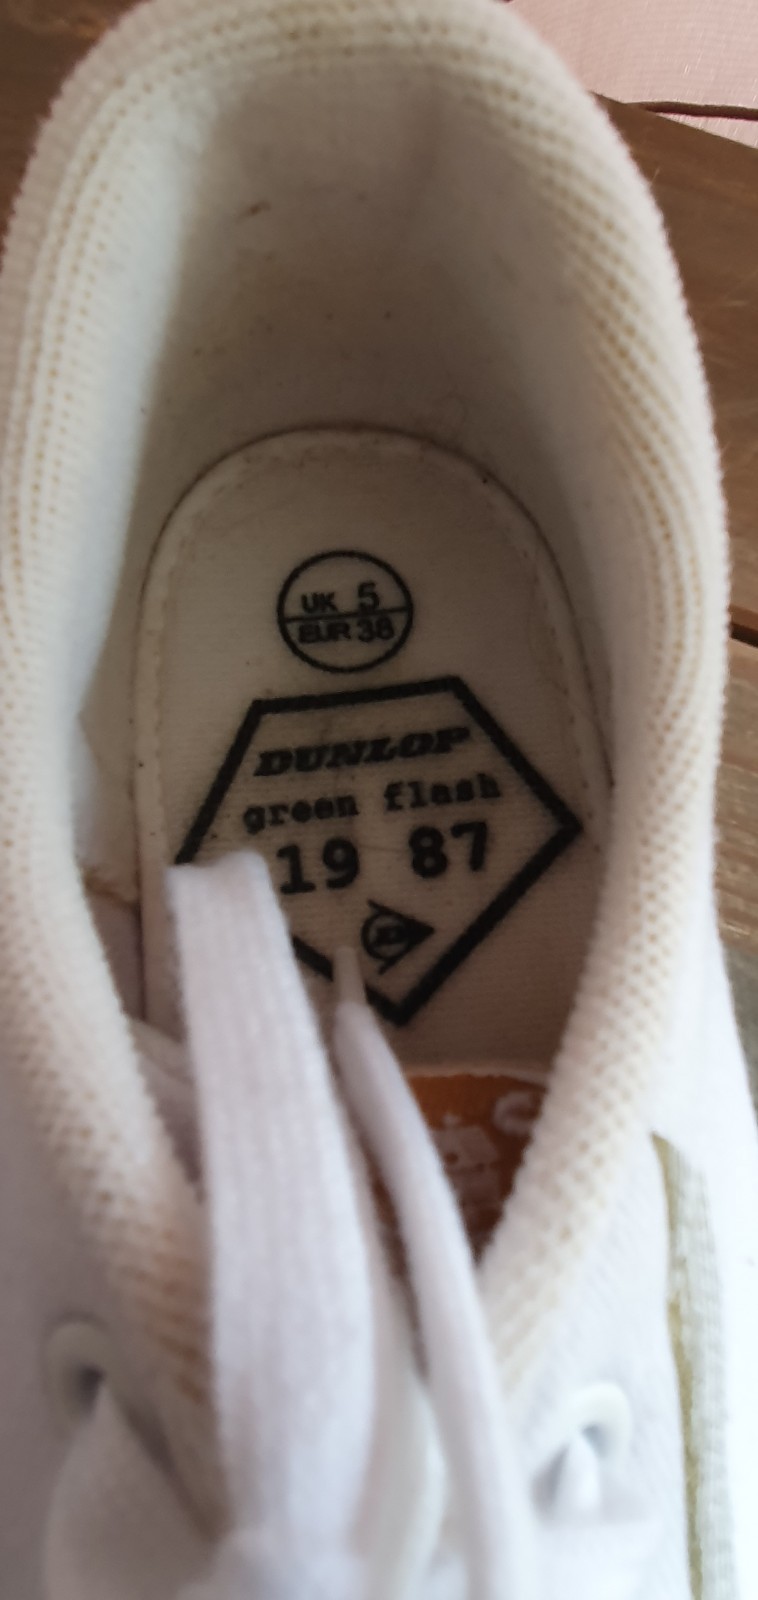 UK 5
EUR 38
DUNLOP
green flash
19 87